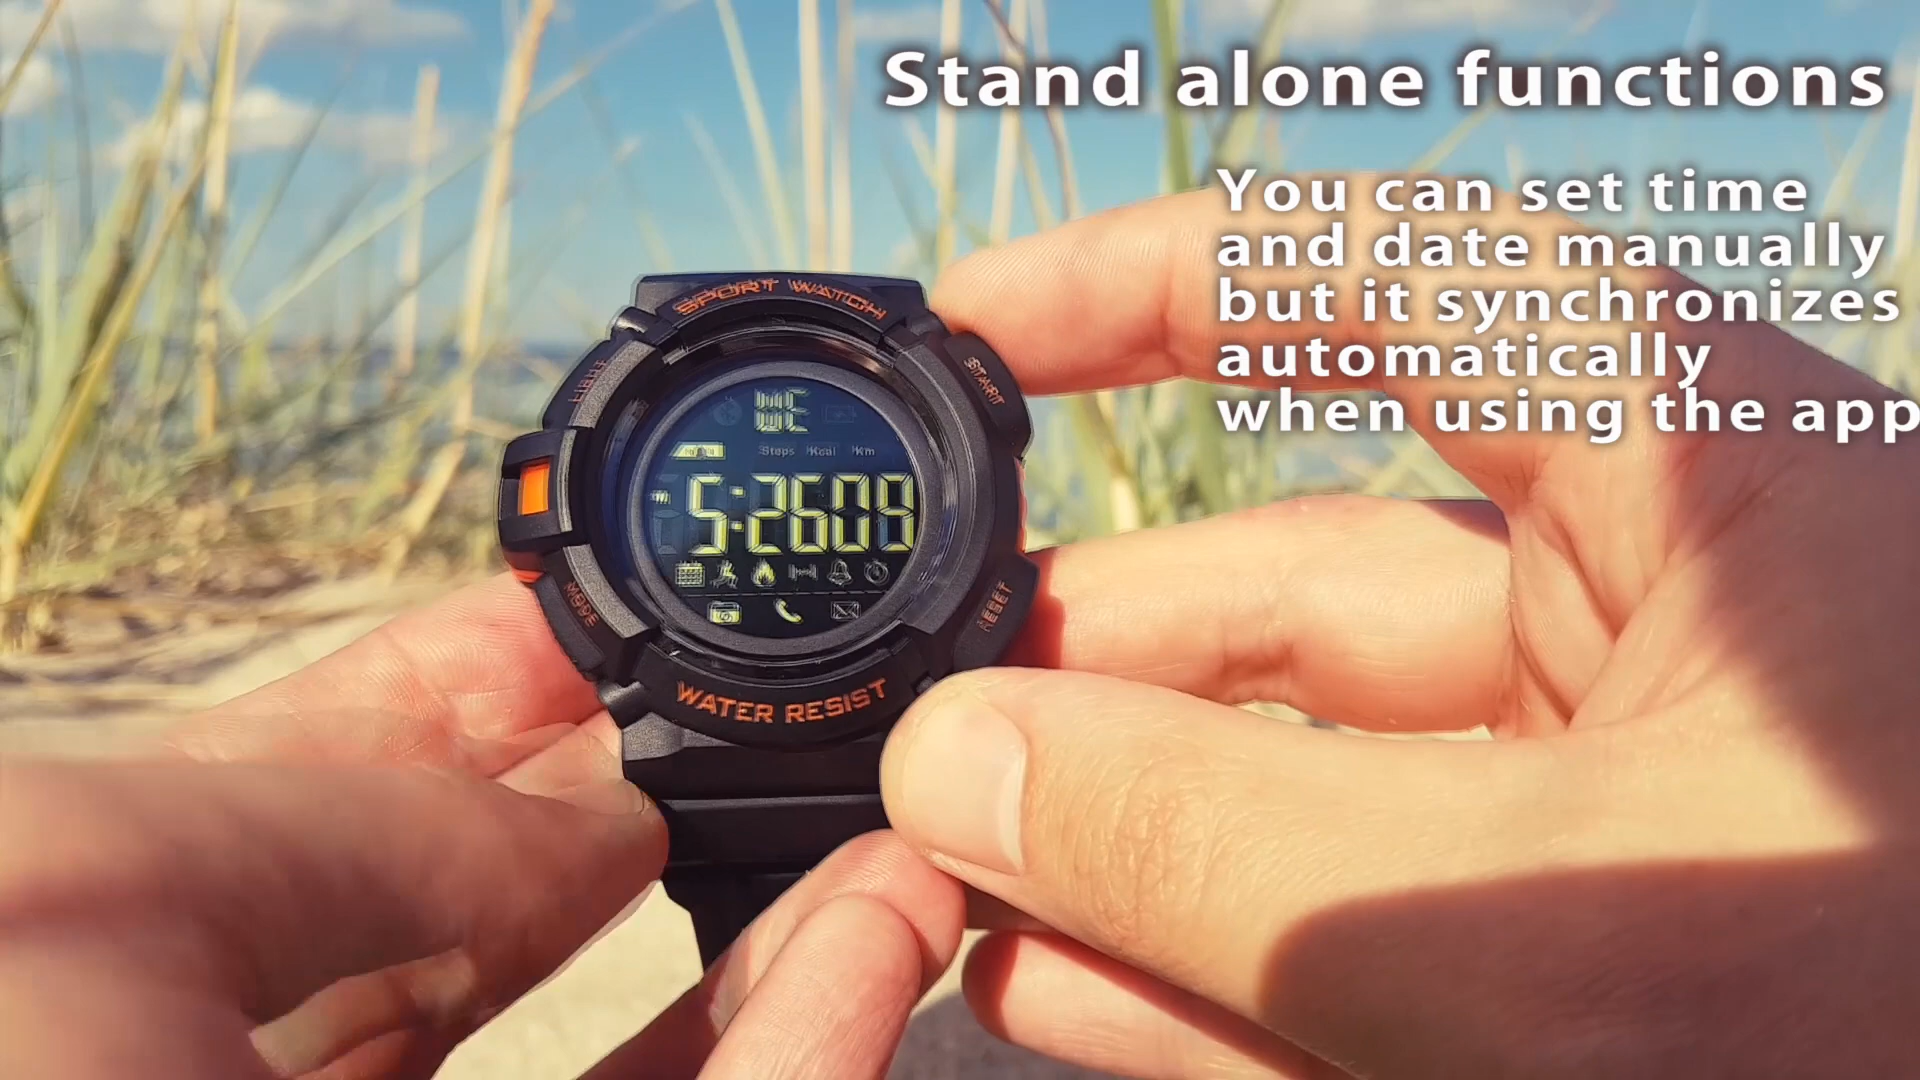 Stand alone functions
You can set time
and date manually
but it synchronizes
automatically
when using the app
SPORT WATCH
LIGHT
START
WE
Steps Kcal Km
5:2609
MODE
RESET
WATER RESIST